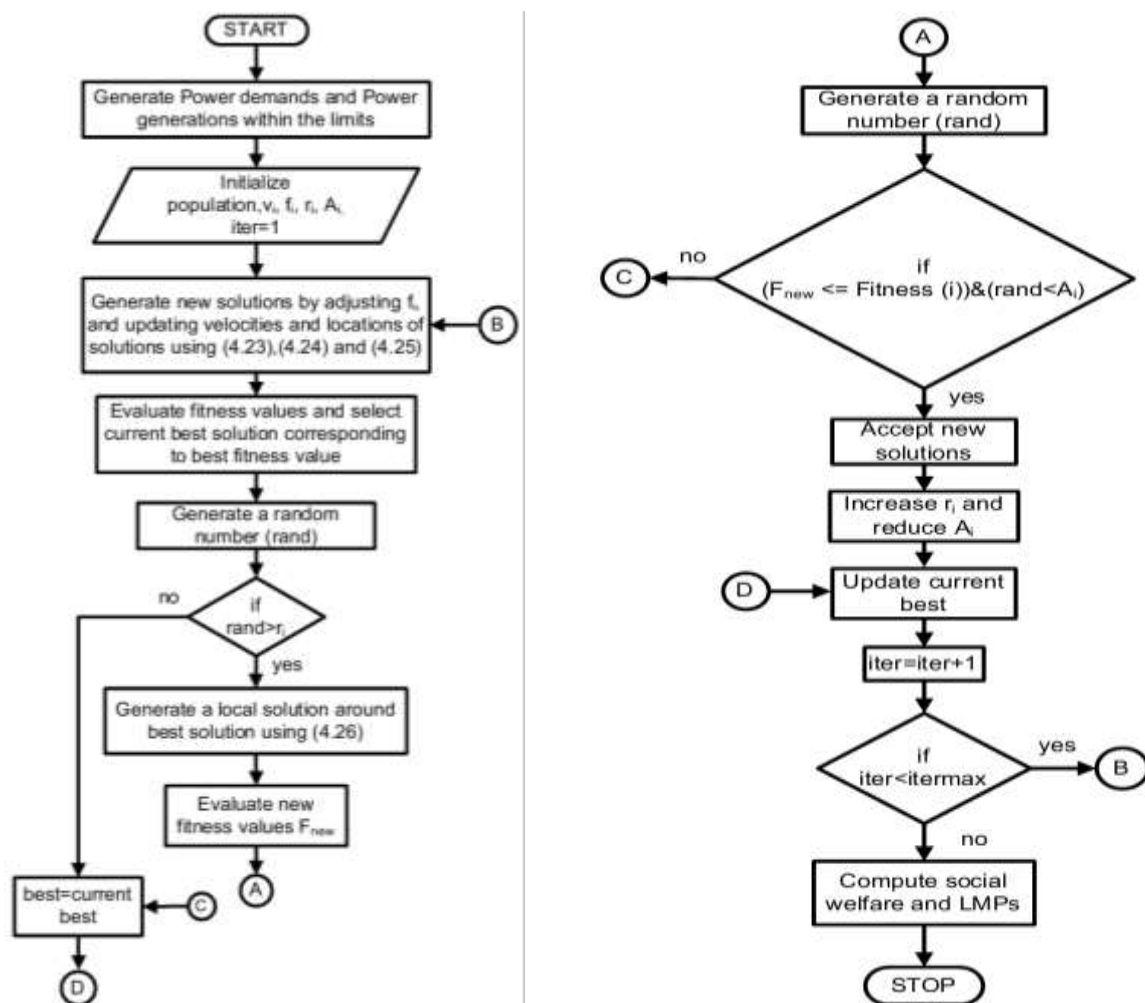 START
Generate Power demands and Power
generations within the limits
Initialize
population,vᵢ, fᵢ, rᵢ, Aᵢ,
iter=1
Generate new solutions by adjusting fᵢ,
and updating velocities and locations of
solutions using (4.23),(4.24) and (4.25)
B
Evaluate fitness values and select
current best solution corresponding
to best fitness value
Generate a random
number (rand)
no
if
rand>rᵢ
yes
Generate a local solution around
best solution using (4.26)
Evaluate new
fitness values Fnew
A
best=current
best
C
D
A
Generate a random
number (rand)
no
C
if
(Fnew <= Fitness (i))&(rand<Aᵢ)
yes
Accept new
solutions
Increase rᵢ and
reduce Aᵢ
D
Update current
best
iter=iter+1
if
iter<itermax
yes
B
no
Compute social
welfare and LMPs
STOP